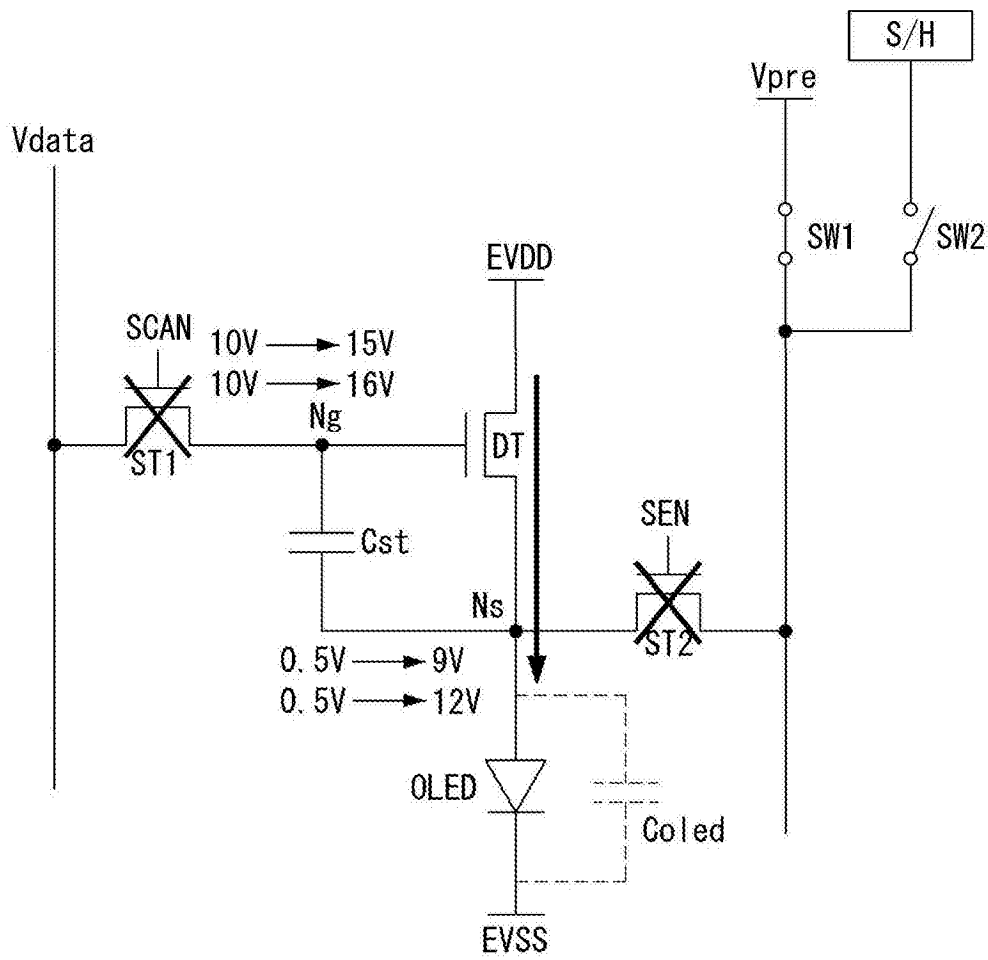 S/H
Vpre
Vdata
SW1
SW2
EVDD
SCAN
10V → 15V
10V → 16V
Ng
DT
ST1
SEN
Cst
Ns
ST2
0.5V → 9V
0.5V → 12V
OLED
Coled
EVSS